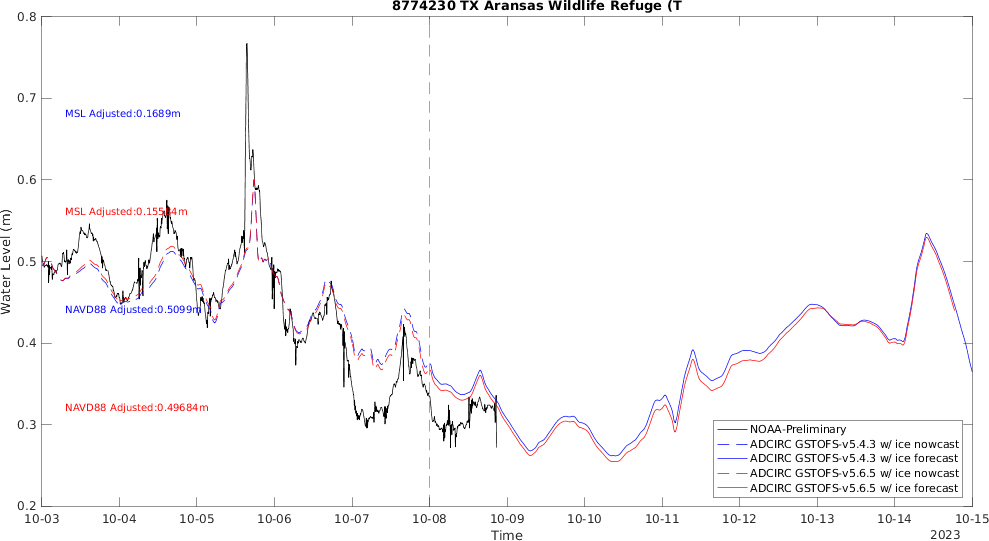 8774230 TX Aransas Wildlife Refuge (T
0.8
0.7
0.6
0.5
0.4
0.3
0.2
Water Level (m)
MSL Adjusted:0.1689m
NAVD88 Adjusted:0.5099m
NAVD88 Adjusted:0.49684m
NOAA-Preliminary
ADCIRC GSTOFS-v5.4.3 w/ ice nowcast
ADCIRC GSTOFS-v5.4.3 w/ ice forecast
ADCIRC GSTOFS-v5.6.5 w/ ice nowcast
ADCIRC GSTOFS-v5.6.5 w/ ice forecast
10-03 10-04 10-05 10-06 10-07 10-08 10-09 10-10 10-11 10-12 10-13 10-14 10-15
Time
2023
MSL Adjusted: